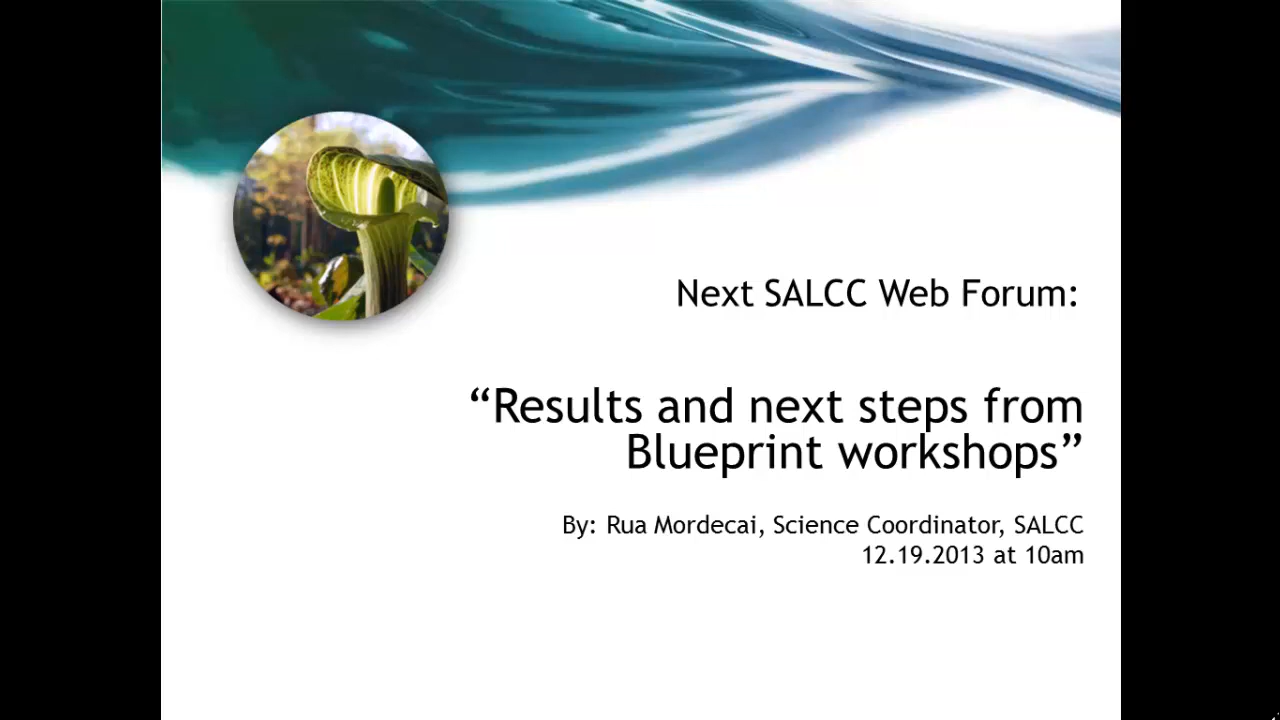 Next SALCC Web Forum:
“Results and next steps from
Blueprint workshops”
By: Rua Mordecai, Science Coordinator, SALCC
12.19.2013 at 10am